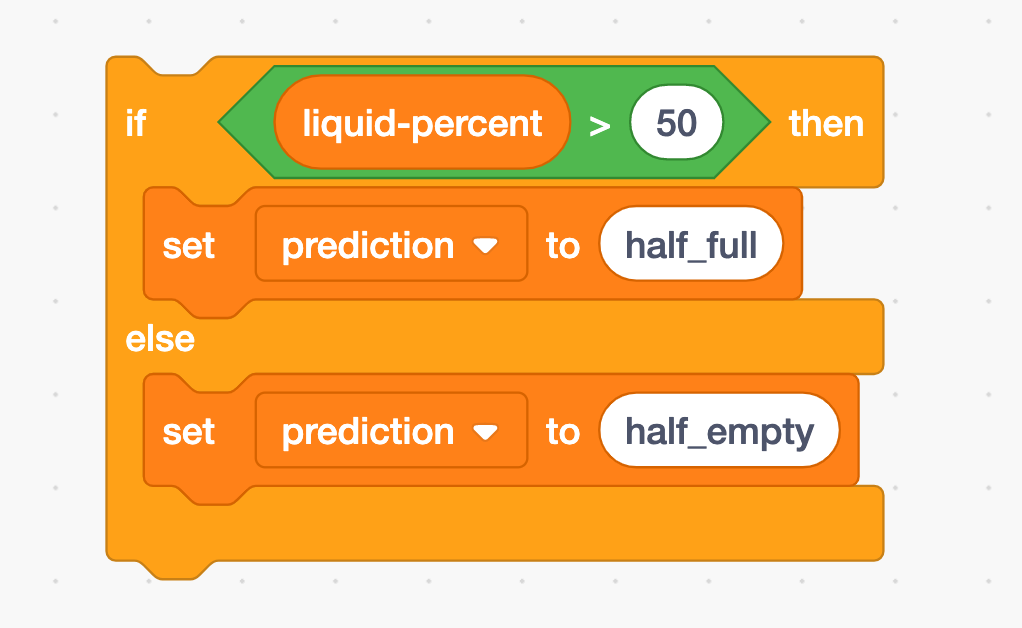 if liquid-percent > 50 then
set prediction to half_full
else
set prediction to half_empty